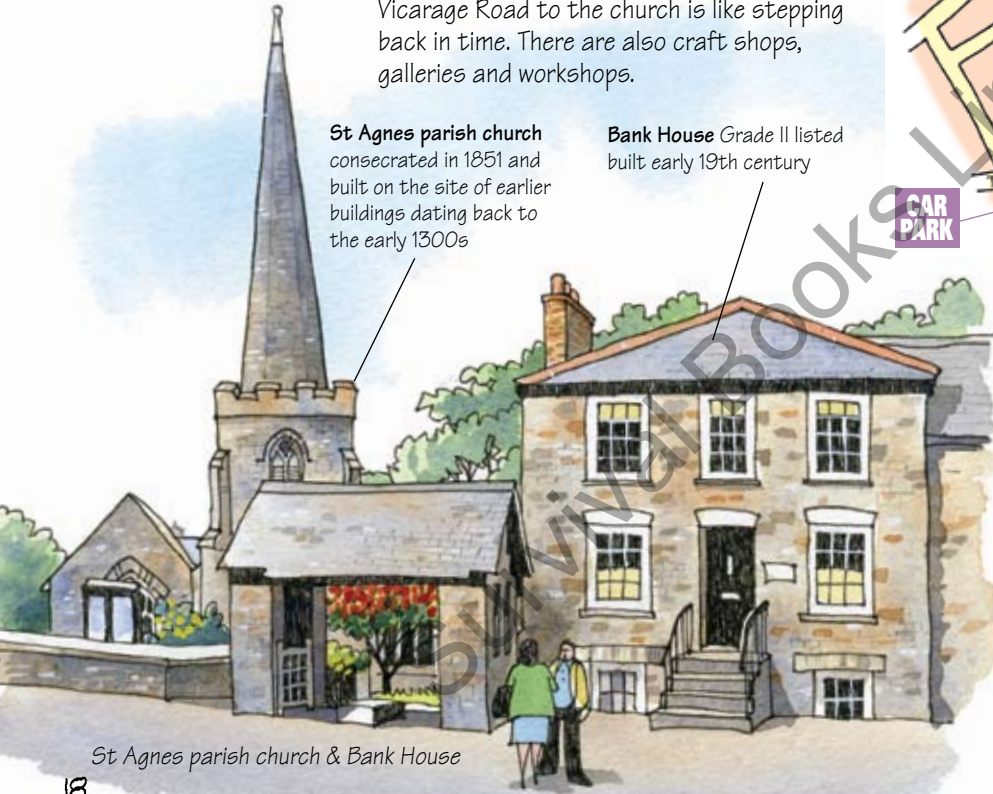 Vicarage Road to the church is like stepping
back in time. There are also craft shops,
galleries and workshops.
St Agnes parish church
consecrated in 1851 and
built on the site of earlier
buildings dating back to
the early 1300s
Bank House Grade II listed
built early 19th century
CAR
PARK
St Agnes parish church & Bank House
18
Survival Books